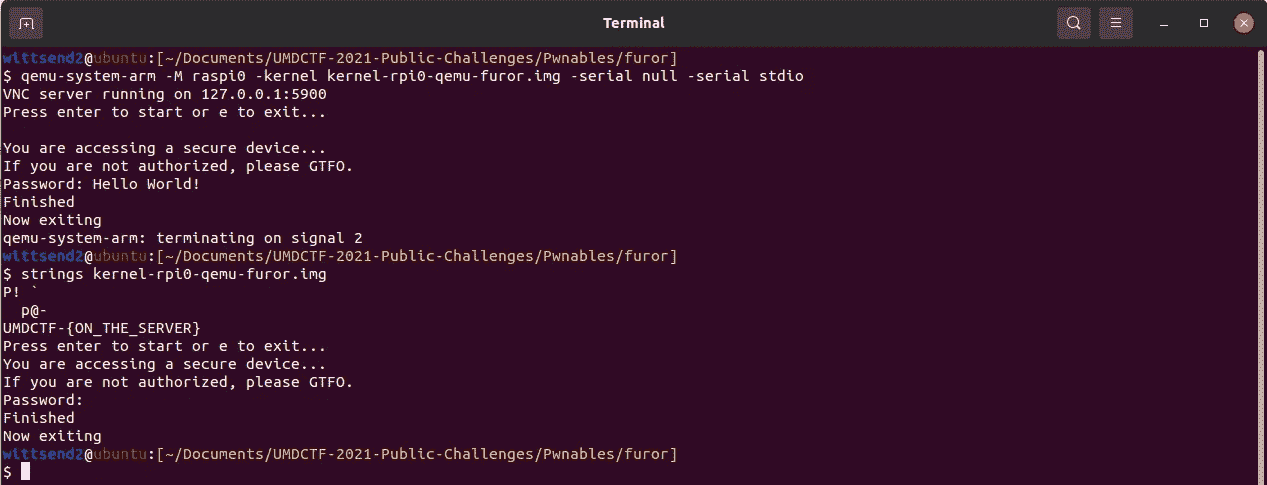 Terminal
wittsend2@ubuntu:[~/Documents/UMDCTF-2021-Public-Challenges/Pwnables/furor]
$ qemu-system-arm -M raspi0 -kernel kernel-rpi0-qemu-furor.img -serial null -serial stdio
VNC server running on 127.0.0.1:5900
Press enter to start or e to exit...
You are accessing a secure device...
If you are not authorized, please GTFO.
Password: Hello World!
Finished
Now exiting
qemu-system-arm: terminating on signal 2
wittsend2@ubuntu:[~/Documents/UMDCTF-2021-Public-Challenges/Pwnables/furor]
$ strings kernel-rpi0-qemu-furor.img
P! `
  p@-
UMDCTF-{ON_THE_SERVER}
Press enter to start or e to exit...
You are accessing a secure device...
If you are not authorized, please GTFO.
Password:
Finished
Now exiting
wittsend2@ubuntu:[~/Documents/UMDCTF-2021-Public-Challenges/Pwnables/furor]
$